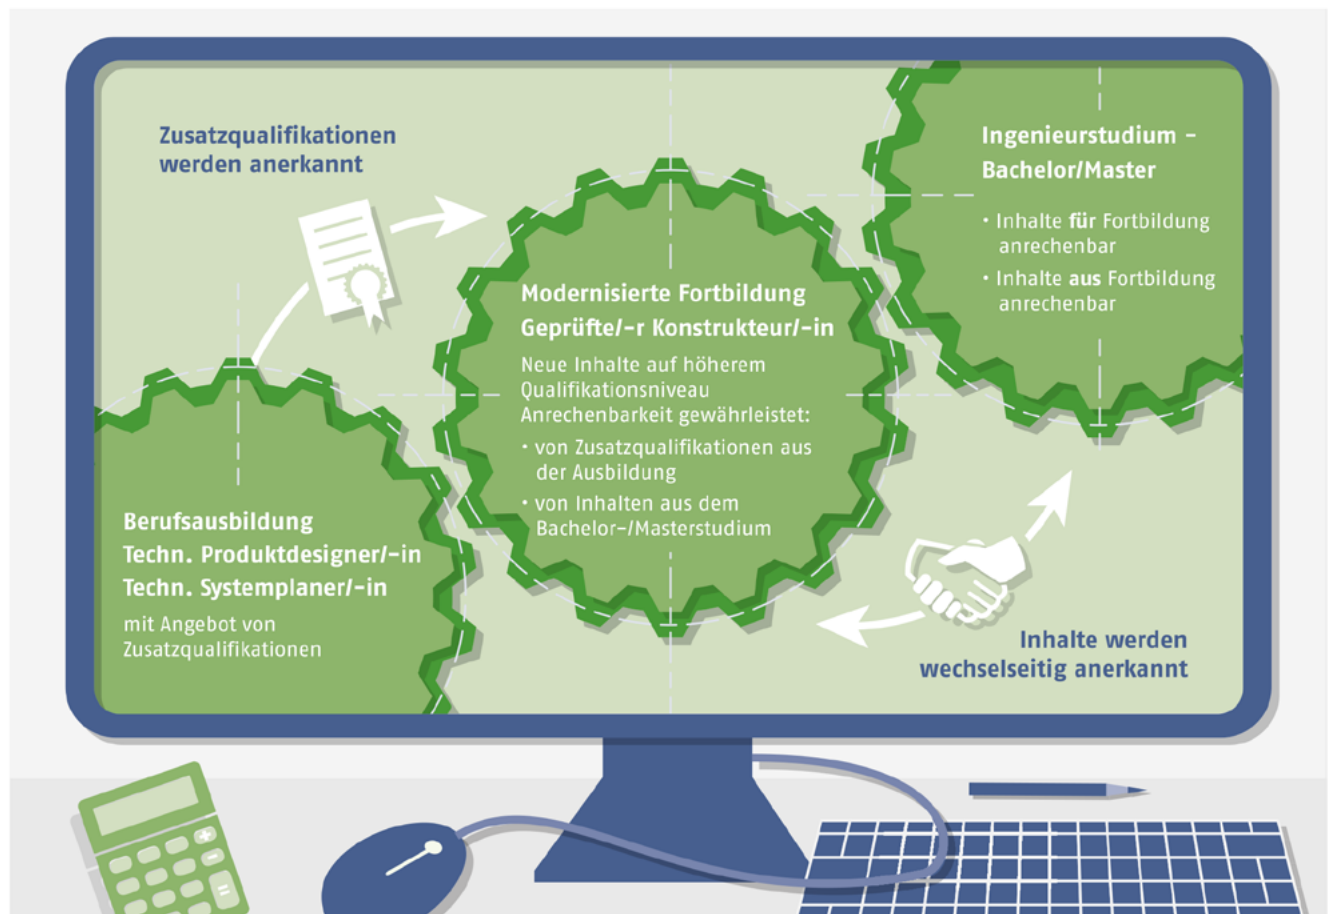 Zusatzqualifikationen
werden anerkannt
Ingenieurstudium –
Bachelor/Master
• Inhalte für Fortbildung
anrechenbar
• Inhalte aus Fortbildung
anrechenbar
Modernisierte Fortbildung
Geprüfte/-r Konstrukteur/-in
Neue Inhalte auf höherem
Qualifikationsniveau
Anrechenbarkeit gewährleistet:
• von Zusatzqualifikationen aus
der Ausbildung
• von Inhalten aus dem
Bachelor-/Masterstudium
Berufsausbildung
Techn. Produktdesigner/-in
Techn. Systemplaner/-in
mit Angebot von
Zusatzqualifikationen
Inhalte werden
wechselseitig anerkannt
+
–
=